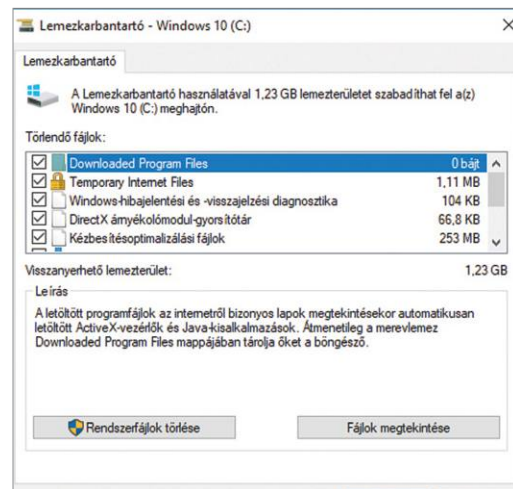 Lemezkarbantartó - Windows 10 (C:)
Lemezkarbantartó
A Lemezkarbantartó használatával 1,23 GB lemezterületet szabadíthat fel a(z)
Windows 10 (C:) meghajtón.
Törlendő fájlok:
Downloaded Program Files 0 bájt
Temporary Internet Files 1,11 MB
Windows-hibajelentési és -visszajelzési diagnosztika 104 KB
DirectX árnyékolómodul-gyorsítótár 66,8 KB
Kézbesítésoptimalizálási fájlok 253 MB
Visszanyerhető lemezterület: 1,23 GB
Leírás
A letöltött programfájlok az internetről bizonyos lapok megtekintésekor automatikusan
letöltött ActiveX-vezérlők és Java-kisalkalmazások. Átmenetileg a merevlemez
Downloaded Program Files mappájában tárolja őket a böngésző.
Rendszerfájlok törlése Fájlok megtekintése